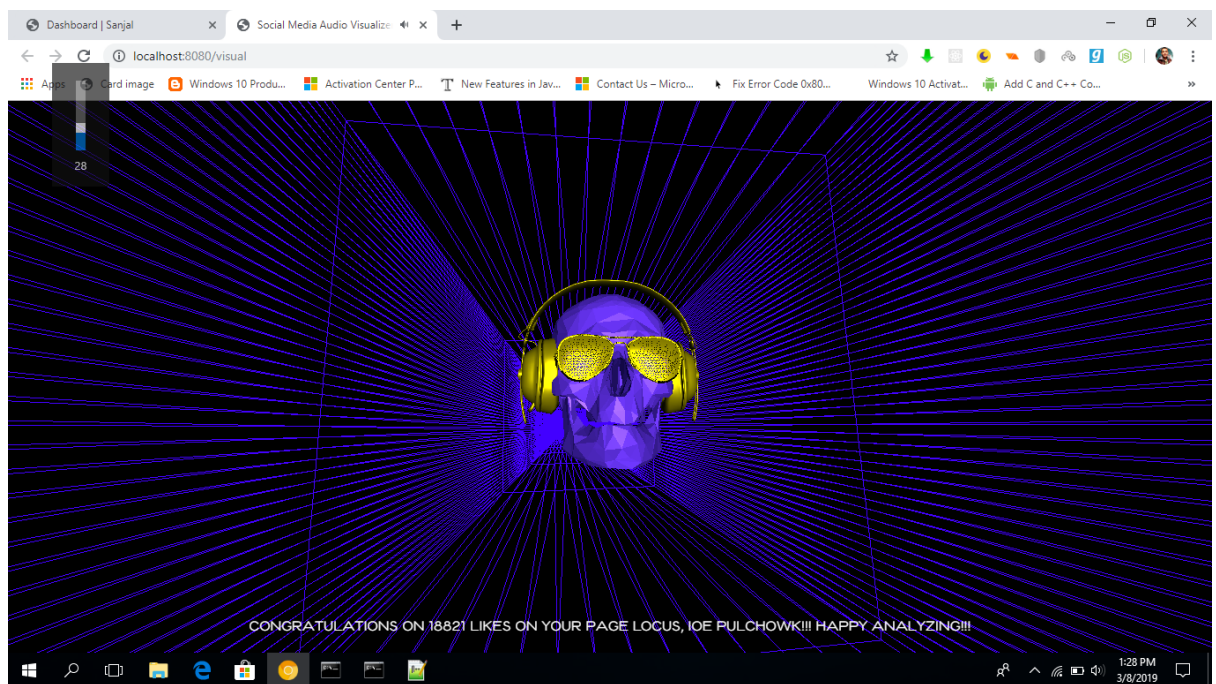 Dashboard | Sanjal
Social Media Audio Visualize
localhost:8080/visual
Apps
Card image
Windows 10 Produ...
Activation Center P...
New Features in Jav...
Contact Us – Micro...
Fix Error Code 0x80...
Windows 10 Activat...
Add C and C++ Co...
28
CONGRATULATIONS ON 18821 LIKES ON YOUR PAGE LOCUS, IOE PULCHOWK!!! HAPPY ANALYZING!!!
1:28 PM
3/8/2019